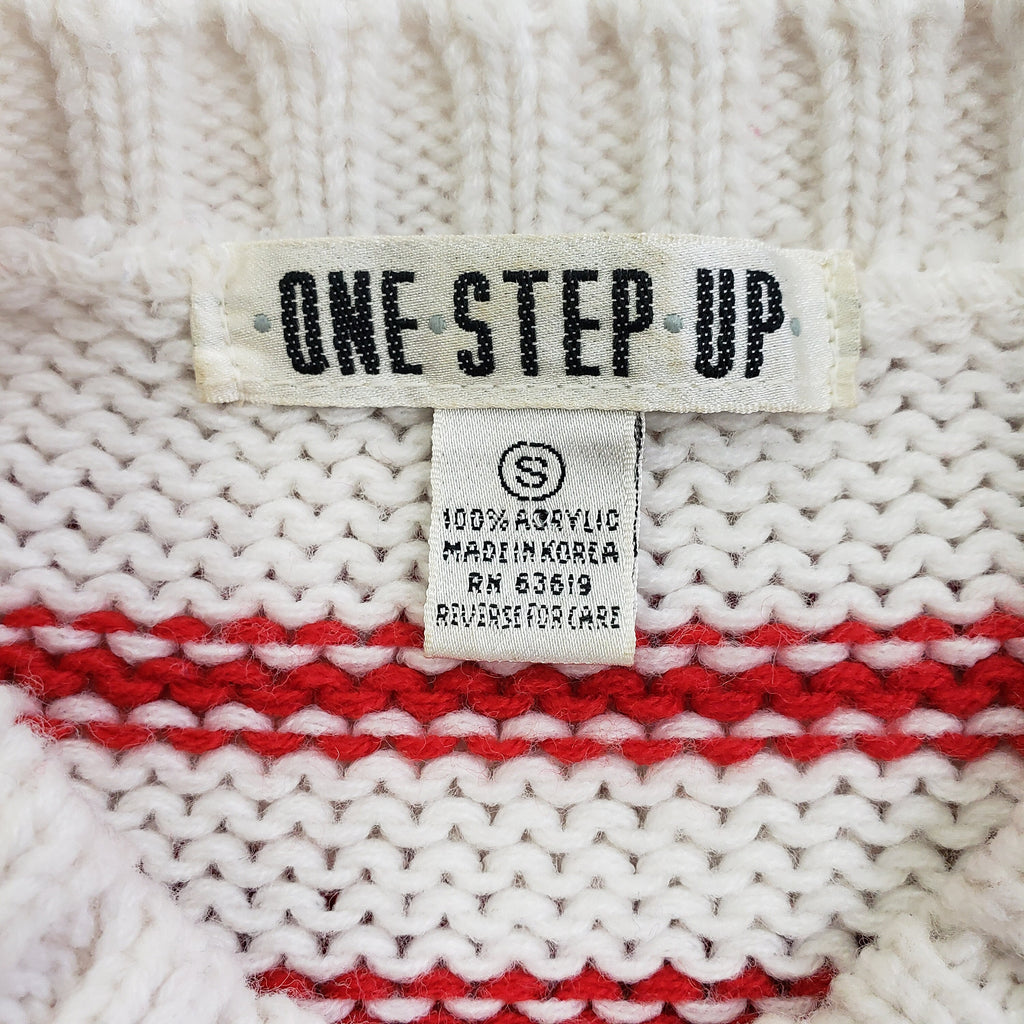 ONE·STEP·UP
S
100% ACRYLIC
MADE IN KOREA
RN 63619
REVERSE FOR CARE